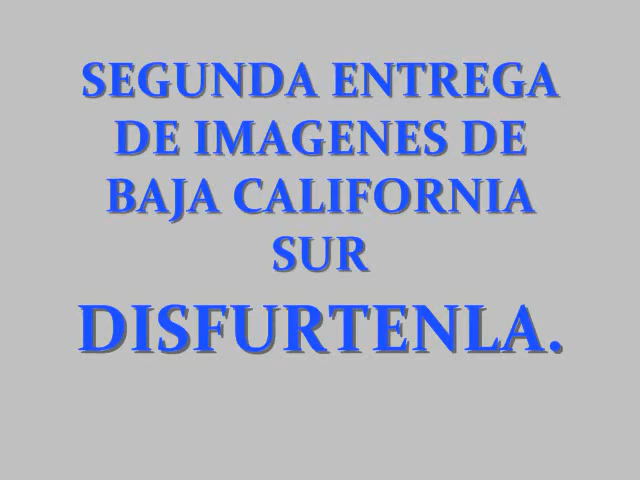 SEGUNDA ENTREGA
DE IMAGENES DE
BAJA CALIFORNIA
SUR
DISFURTENLA.